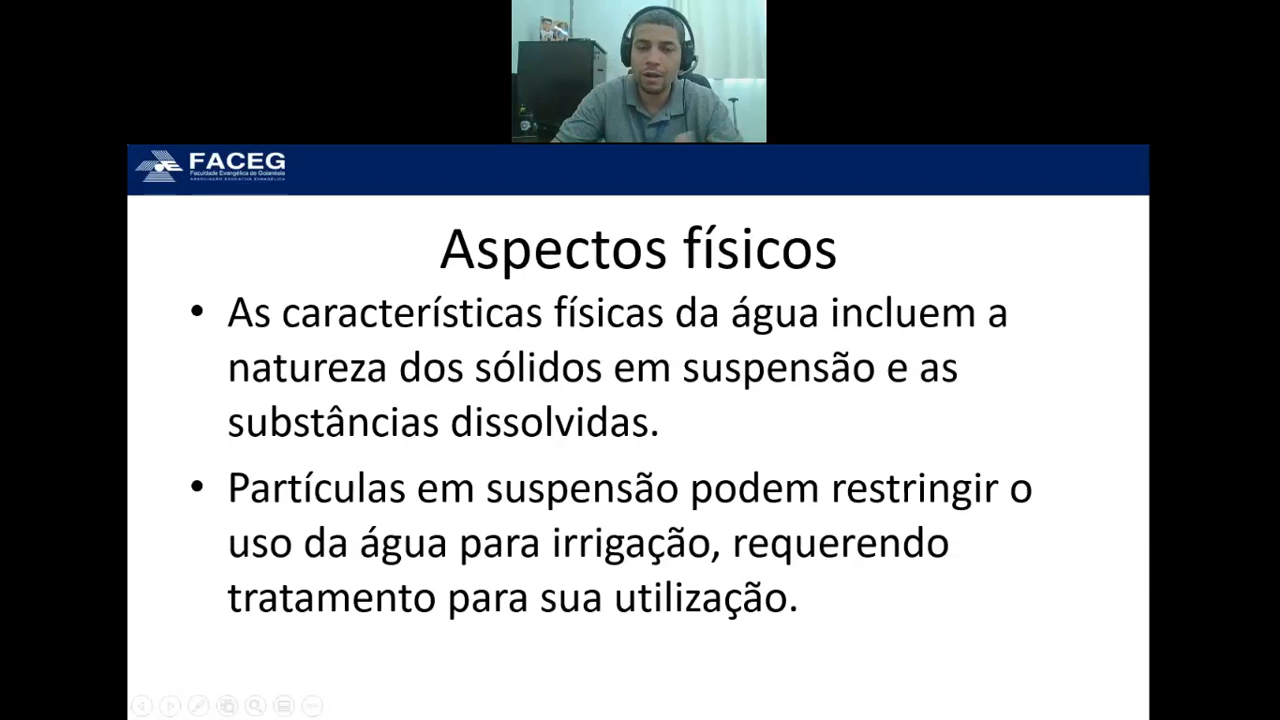 FACEG
Faculdade Evangélica de Goianésia
ASSOCIAÇÃO EDUCATIVA EVANGÉLICA
Aspectos físicos
• As características físicas da água incluem a
natureza dos sólidos em suspensão e as
substâncias dissolvidas.
• Partículas em suspensão podem restringir o
uso da água para irrigação, requerendo
tratamento para sua utilização.